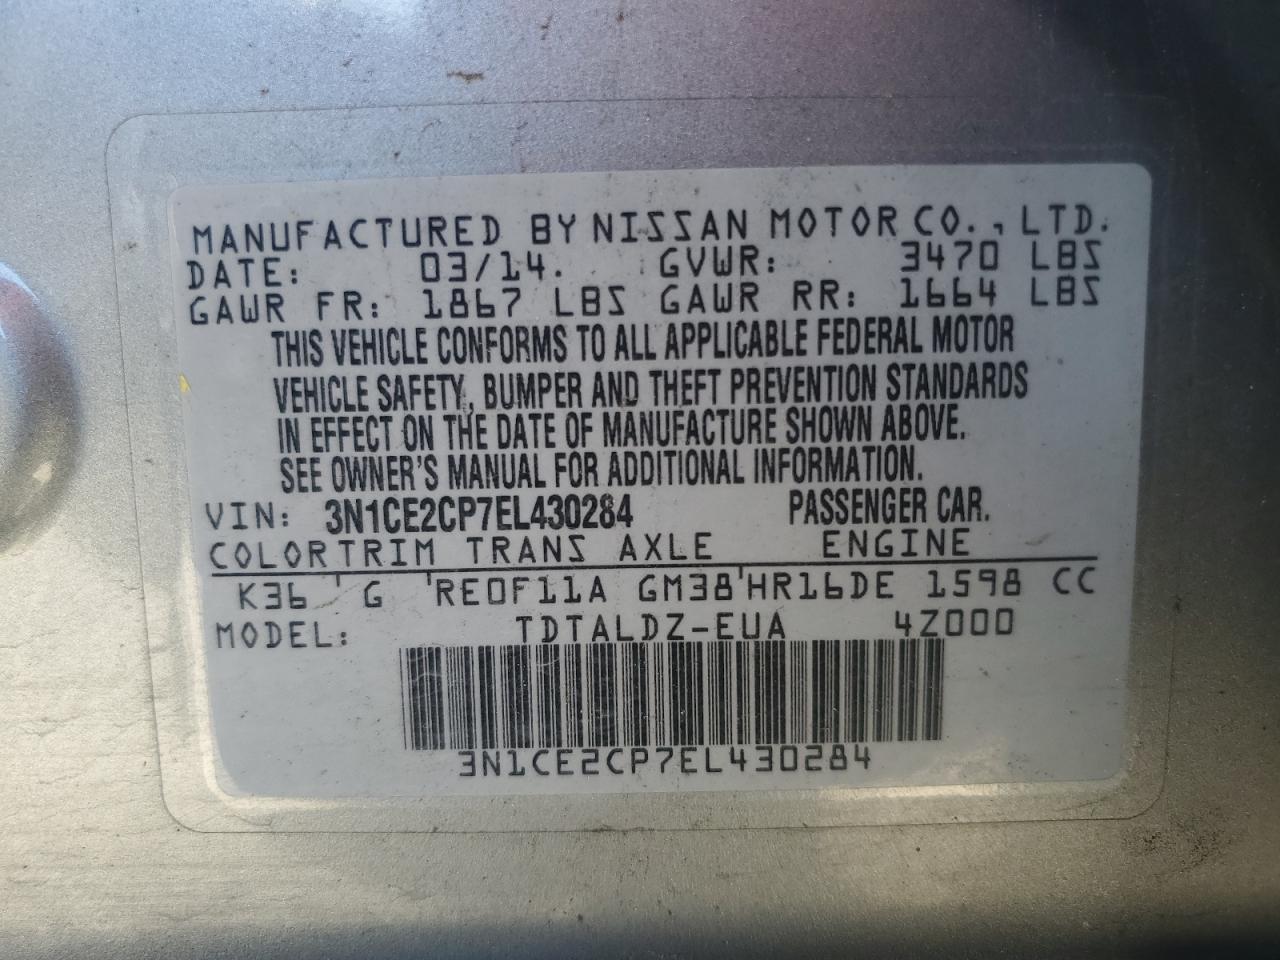 MANUFACTURED BY NISSAN MOTOR CO., LTD.
DATE: 03/14. GVWR: 3470 LBS
GAWR FR: 1867 LBS GAWR RR: 1664 LBS
THIS VEHICLE CONFORMS TO ALL APPLICABLE FEDERAL MOTOR
VEHICLE SAFETY, BUMPER AND THEFT PREVENTION STANDARDS
IN EFFECT ON THE DATE OF MANUFACTURE SHOWN ABOVE.
SEE OWNER'S MANUAL FOR ADDITIONAL INFORMATION.
VIN: 3N1CE2CP7EL430284 PASSENGER CAR.
COLORTRIM TRANS AXLE ENGINE
K36 ' G 'RE0F11A GM38'HR16DE 1598 CC
MODEL: TDTALDZ-EUA 4Z000
3N1CE2CP7EL430284